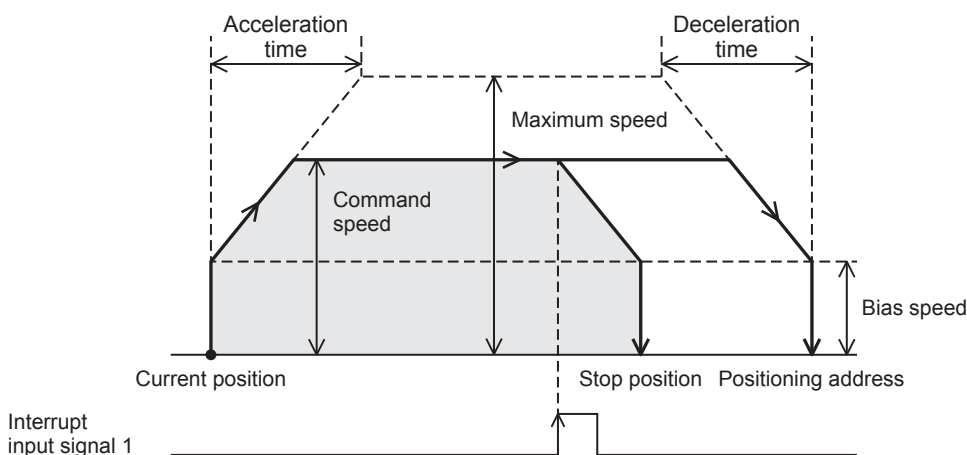 Acceleration
time
Deceleration
time
Maximum speed
Command
speed
Bias speed
Current position
Stop position
Positioning address
Interrupt
input signal 1